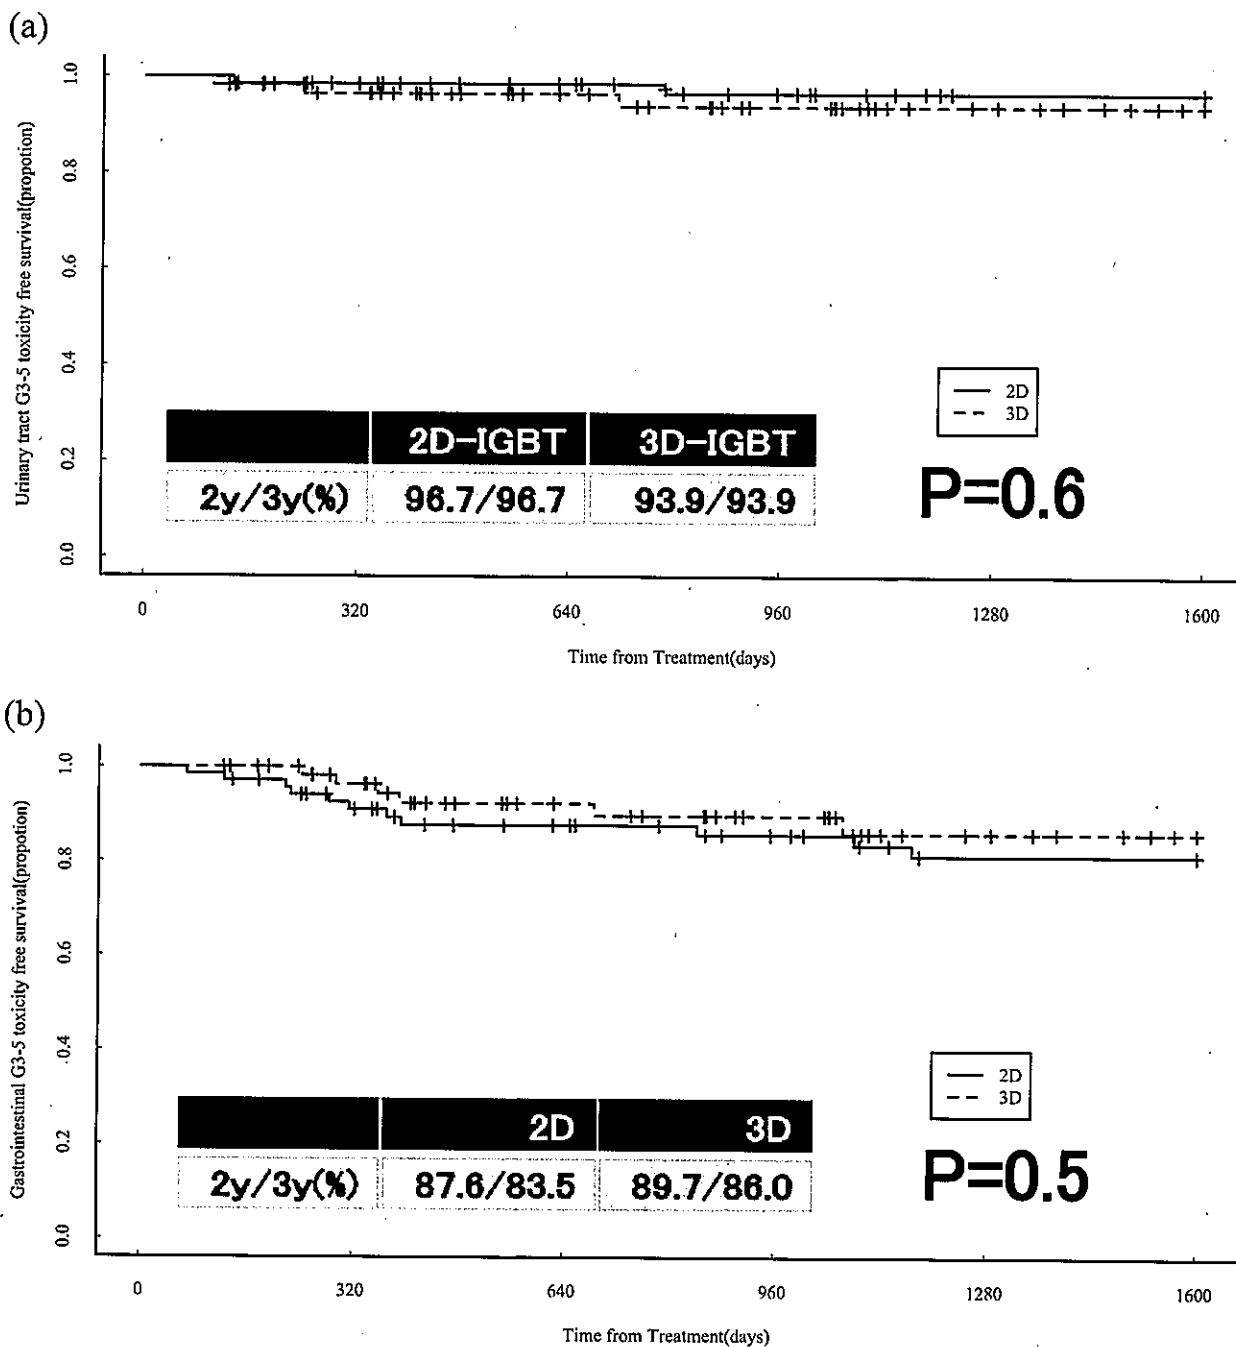 (a)
Urinary tract G3-5 toxicity free survival(propotion)
1.0
0.8
0.6
0.4
0.2
0.0
2D
3D
2D-IGBT 3D-IGBT
2y/3y(%) 96.7/96.7 93.9/93.9
P=0.6
0 320 640 960 1280 1600
Time from Treatment(days)
(b)
Gastrointestinal G3-5 toxicity free survival(propotion)
1.0
0.8
0.6
0.4
0.2
0.0
2D
3D
2D 3D
2y/3y(%) 87.6/83.5 89.7/86.0
P=0.5
0 320 640 960 1280 1600
Time from Treatment(days)